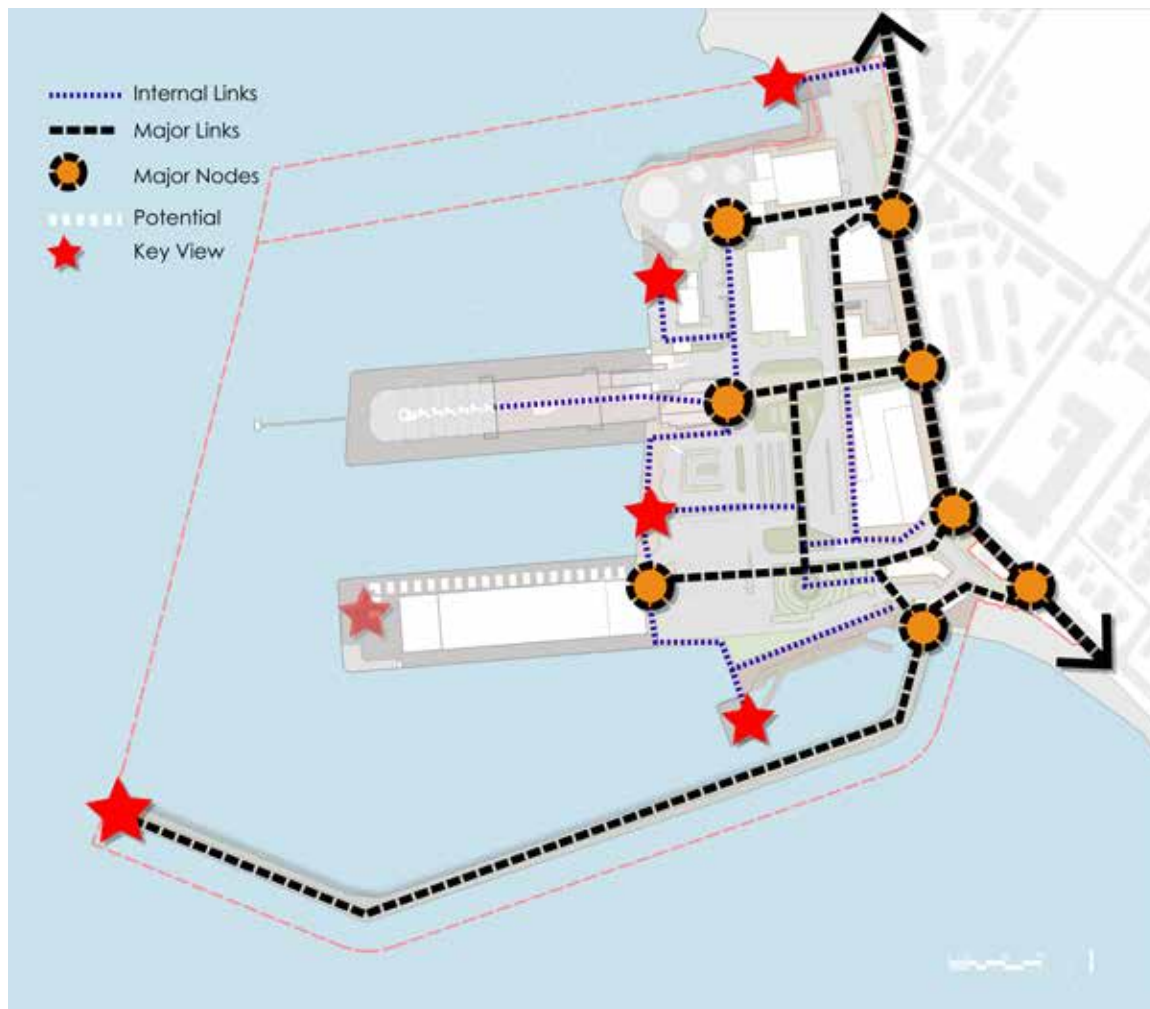 Internal Links
Major Links
Major Nodes
Potential
Key View